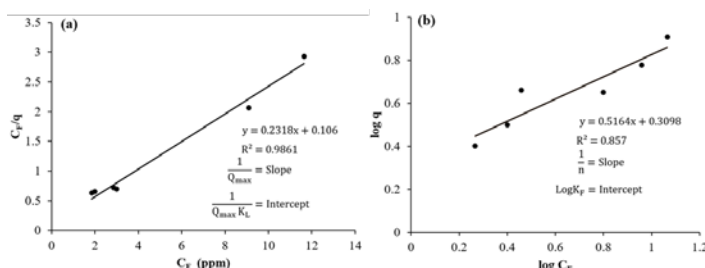 (a)
3.5
3
2.5
2
1.5
1
0.5
0
C_E/q
y = 0.2318x + 0.106
R² = 0.9861
1/Q_max = Slope
1/(Q_max K_L) = Intercept
0 2 4 6 8 10 12 14
C_E (ppm)
(b)
1
0.8
0.6
0.4
0.2
0
log q
y = 0.5164x + 0.3098
R² = 0.857
1/n = Slope
LogK_F = Intercept
0 0.2 0.4 0.6 0.8 1 1.2
log C_E